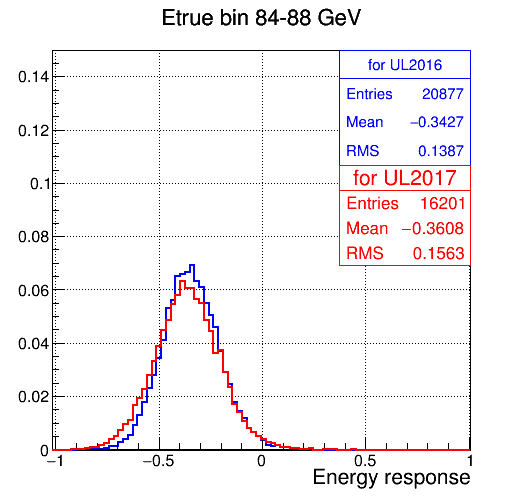 Etrue bin 84-88 GeV
for UL2016
Entries 20877
Mean −0.3427
RMS 0.1387
for UL2017
Entries 16201
Mean −0.3608
RMS 0.1563
0.14
0.12
0.1
0.08
0.06
0.04
0.02
0
−1 −0.5 0 0.5 1
Energy response